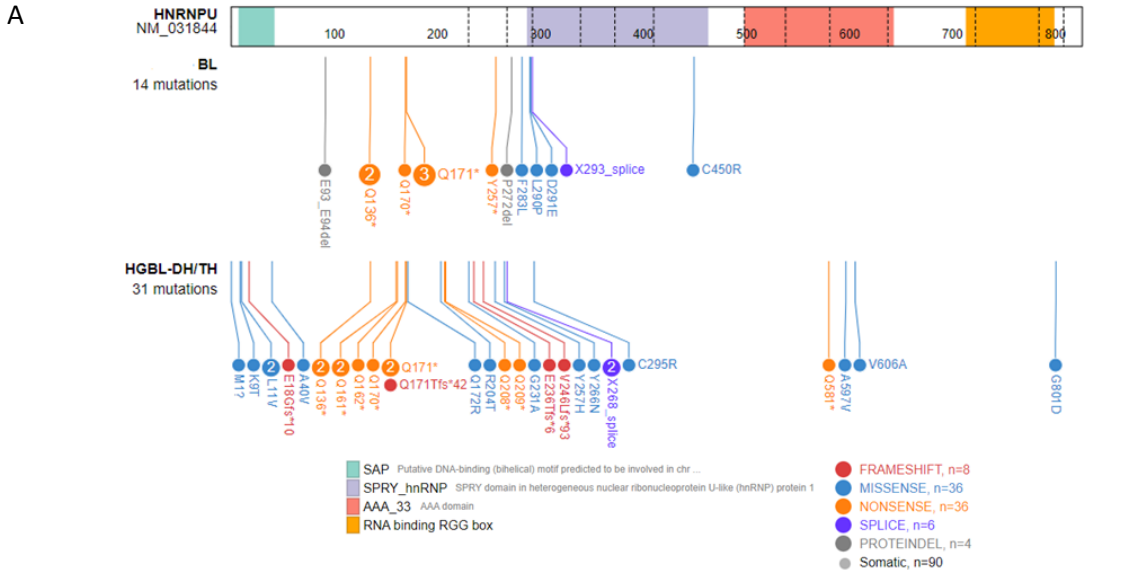 A
HNRNPU
NM_031844
100 200 300 400 500 600 700 800
BL
14 mutations
E93_E94del
2
Q136*
Q170*
3
Q171*
Y257*
P272del
F283L
L290P
D291E
X293_splice
C450R
HGBL-DH/TH
31 mutations
M1?
K9T
2
L11V
E18Gfs*10
A40V
2
Q136*
2
Q161*
Q162*
Q170*
2
Q171*
Q171Tfs*42
Q172R
R204T
Q208*
Q209*
G231A
E236Tfs*6
V246Lfs*93
Y257H
Y266N
2
X268_splice
C295R
Q581*
A597V
V606A
G801D
SAP Putative DNA-binding (bihelical) motif predicted to be involved in chr ...
SPRY_hnRNP SPRY domain in heterogeneous nuclear ribonucleoprotein U-like (hnRNP) protein 1
AAA_33 AAA domain
RNA binding RGG box
FRAMESHIFT, n=8
MISSENSE, n=36
NONSENSE, n=36
SPLICE, n=6
PROTEINDEL, n=4
Somatic, n=90